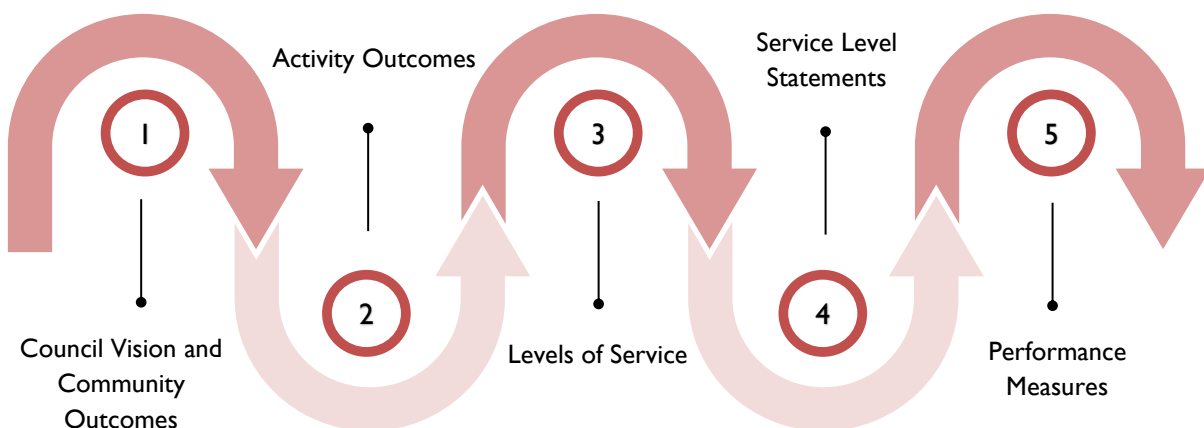 1
Council Vision and
Community
Outcomes
Activity Outcomes
2
3
Levels of Service
Service Level
Statements
4
5
Performance
Measures